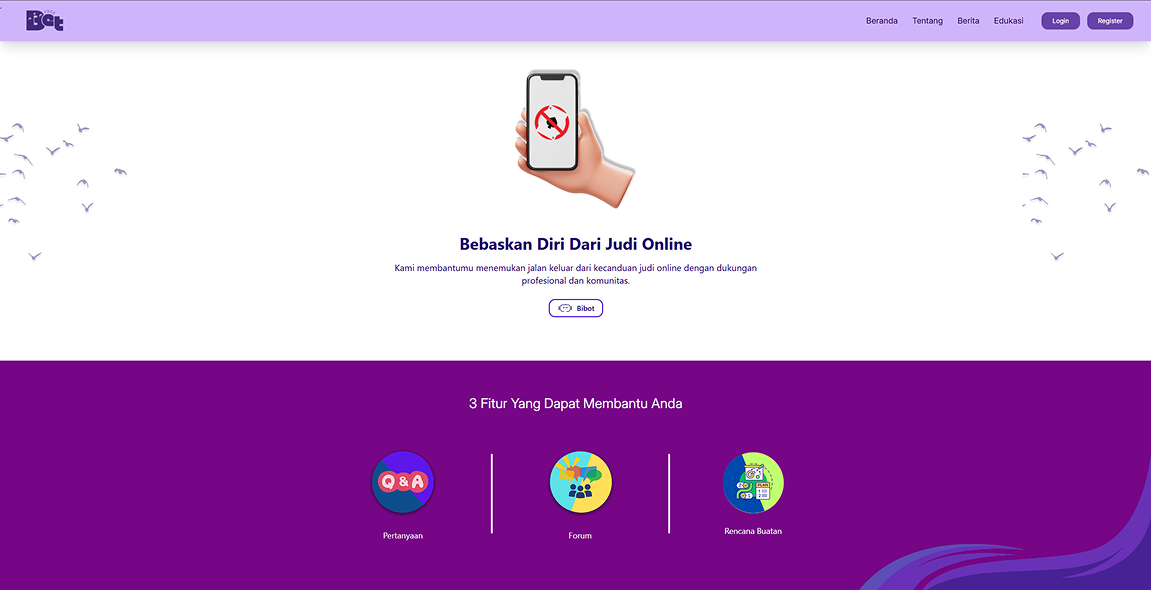 Bet
Beranda Tentang Berita Edukasi Login Register
Bebaskan Diri Dari Judi Online
Kami membantumu menemukan jalan keluar dari kecanduan judi online dengan dukungan
profesional dan komunitas.
Bibot
3 Fitur Yang Dapat Membantu Anda
Q & A
PLAN
Pertanyaan
Forum
Rencana Buatan